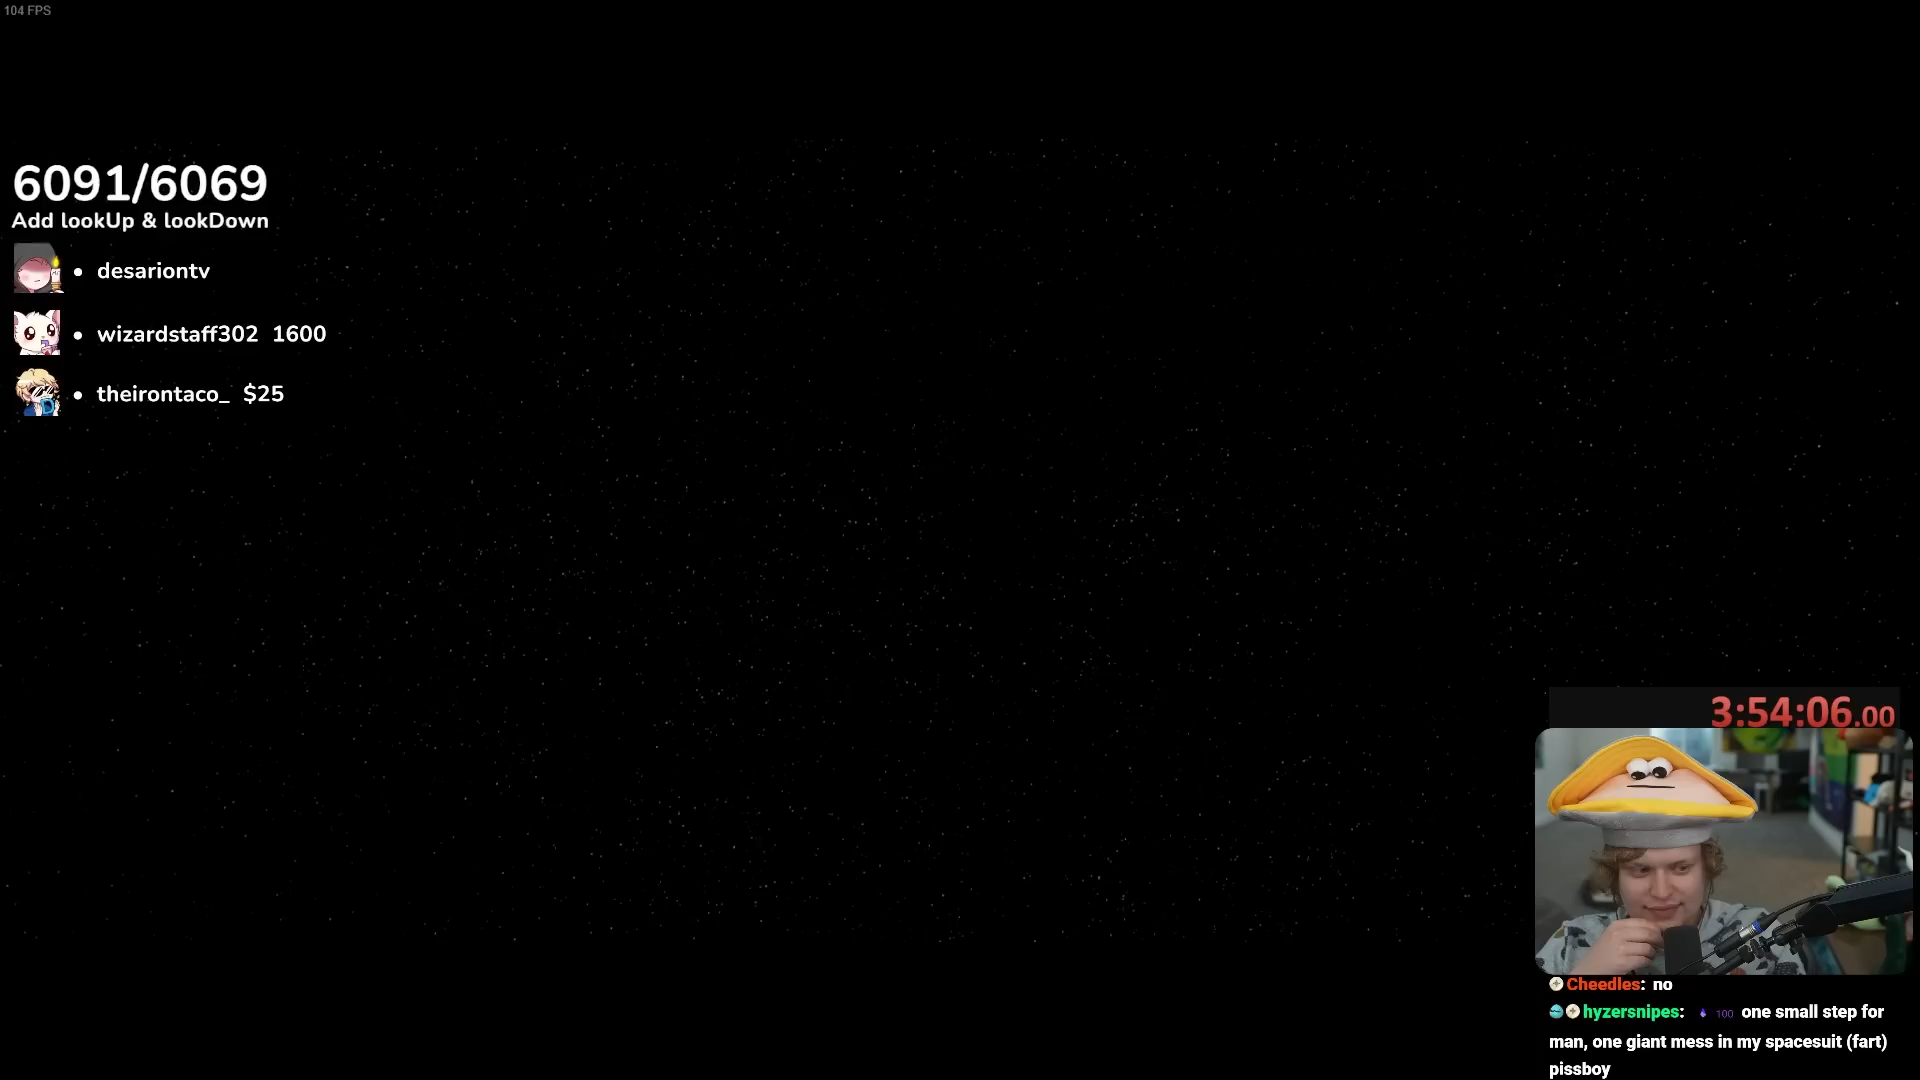 104 FPS
6091/6069
Add lookUp & lookDown
• desariontv
• wizardstaff302 1600
• theirontaco_ $25
3:54:06.00
Cheedles: no
hyzersnipes: 100 one small step for
man, one giant mess in my spacesuit (fart)
pissboy